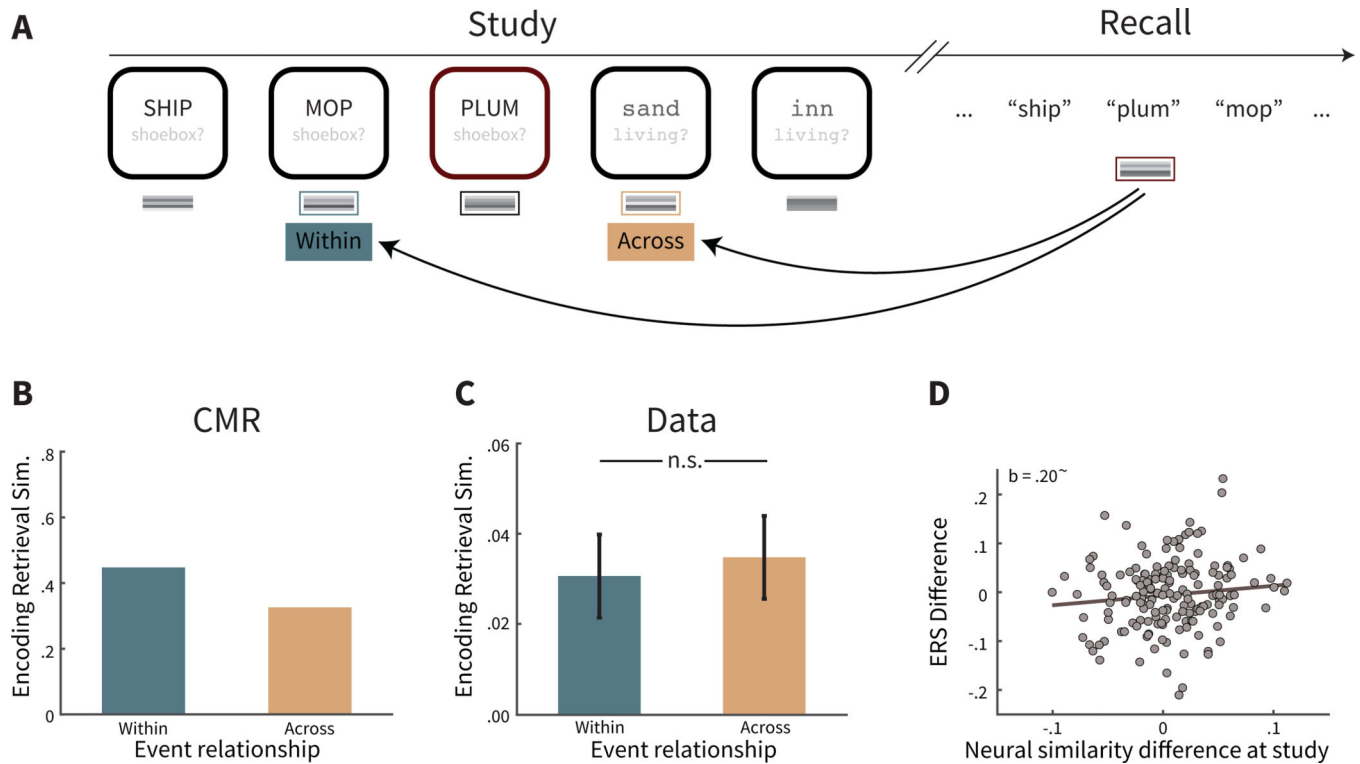 A
Study
Recall
SHIP
shoebox?
MOP
shoebox?
PLUM
shoebox?
sand
living?
inn
living?
... “ship” “plum” “mop” ...
Within
Across
B
CMR
Encoding Retrieval Sim.
.8
.6
.4
.2
0
Within
Across
Event relationship
C
Data
Encoding Retrieval Sim.
.06
.04
.02
.00
n.s.
Within
Across
Event relationship
D
b = .20~
ERS Difference
.2
.1
0
-.1
-.2
-.1
0
0.1
Neural similarity difference at study